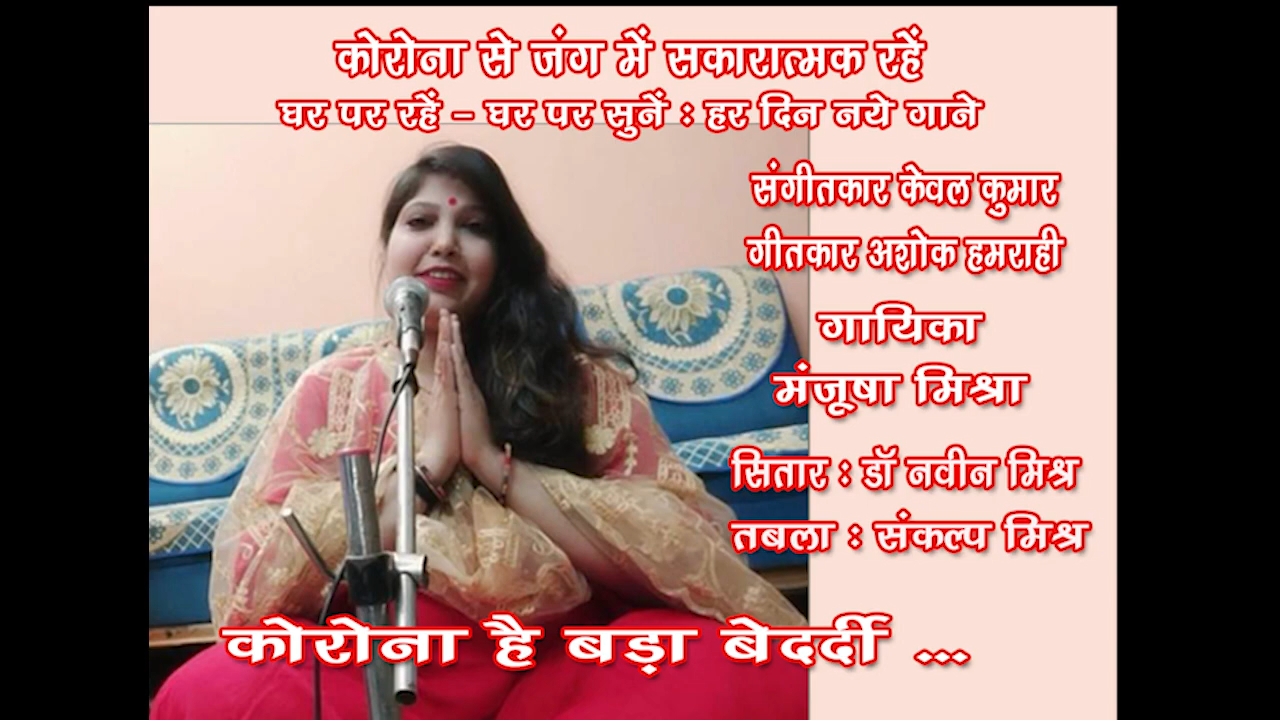 कोरोना से जंग में सकारात्मक रहें
घर पर रहें - घर पर सुनें : हर दिन नये गाने
संगीतकार केवल कुमार
गीतकार अशोक हमराही
गायिका
मंजूषा मिश्रा
सितार : डॉ नवीन मिश्र
तबला : संकल्प मिश्र
कोरोना है बड़ा बेदर्दी ...